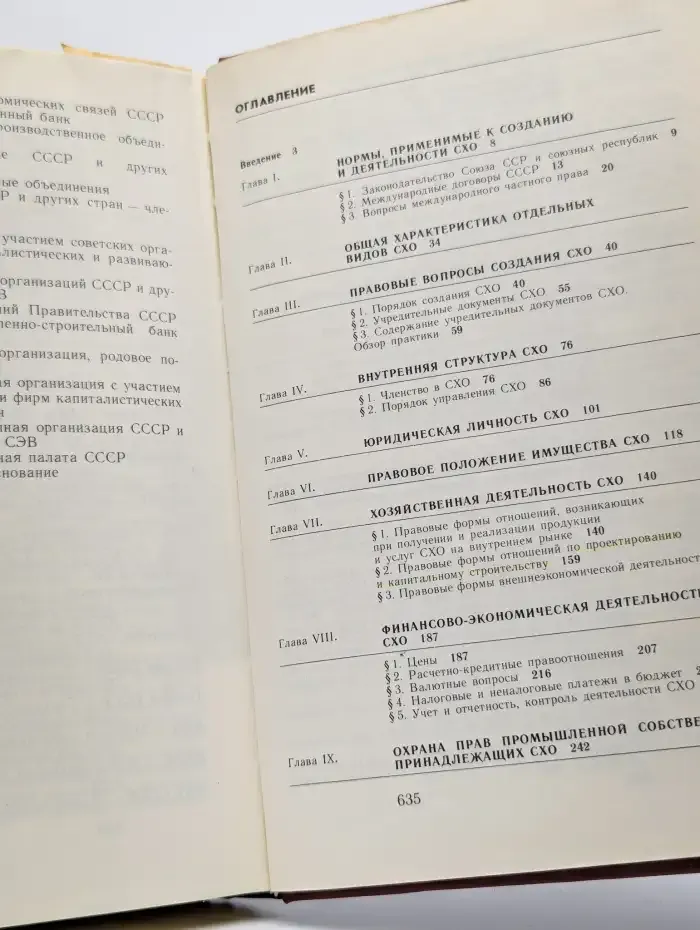 омических связей СССР
нный банк
роизводственное объеди-
е СССР и других
ые объединения
Р и других стран — чле-
участием советских орга-
листических и развиваю-
организаций СССР и дру-
В
ний Правительства СССР
ленно-строительный банк
организация, родовое по-
ая организация с участием
и фирм капиталистических
я
нная организация СССР и
СЭВ
ная палата СССР
снование
ОГЛАВЛЕНИЕ
Введение 3
Глава I. НОРМЫ, ПРИМЕНИМЫЕ К СОЗДАНИЮ
И ДЕЯТЕЛЬНОСТИ СХО 8
§ 1. Законодательство Союза ССР и союзных республик 9
§ 2. Международные договоры СССР 13
§ 3. Вопросы международного частного права 20
Глава II. ОБЩАЯ ХАРАКТЕРИСТИКА ОТДЕЛЬНЫХ
ВИДОВ СХО 34
Глава III. ПРАВОВЫЕ ВОПРОСЫ СОЗДАНИЯ СХО 40
§ 1. Порядок создания СХО 40
§ 2. Учредительные документы СХО 55
§ 3. Содержание учредительных документов СХО.
Обзор практики 59
Глава IV. ВНУТРЕННЯЯ СТРУКТУРА СХО 76
§ 1. Членство в СХО 76
§ 2. Порядок управления СХО 86
Глава V. ЮРИДИЧЕСКАЯ ЛИЧНОСТЬ СХО 101
Глава VI. ПРАВОВОЕ ПОЛОЖЕНИЕ ИМУЩЕСТВА СХО 118
Глава VII. ХОЗЯЙСТВЕННАЯ ДЕЯТЕЛЬНОСТЬ СХО 140
§ 1. Правовые формы отношений, возникающих
при получении и реализации продукции
и услуг СХО на внутреннем рынке 140
§ 2. Правовые формы отношений по проектированию
и капитальному строительству 159
§ 3. Правовые формы внешнеэкономической деятельност
Глава VIII. ФИНАНСОВО-ЭКОНОМИЧЕСКАЯ ДЕЯТЕЛЬНОСТЬ
СХО 187
§ 1. Цены 187
§ 2. Расчетно-кредитные правоотношения 207
§ 3. Валютные вопросы 216
§ 4. Налоговые и неналоговые платежи в бюджет 2
§ 5. Учет и отчетность, контроль деятельности СХО
Глава IX. ОХРАНА ПРАВ ПРОМЫШЛЕННОЙ СОБСТВЕ
ПРИНАДЛЕЖАЩИХ СХО 242
635